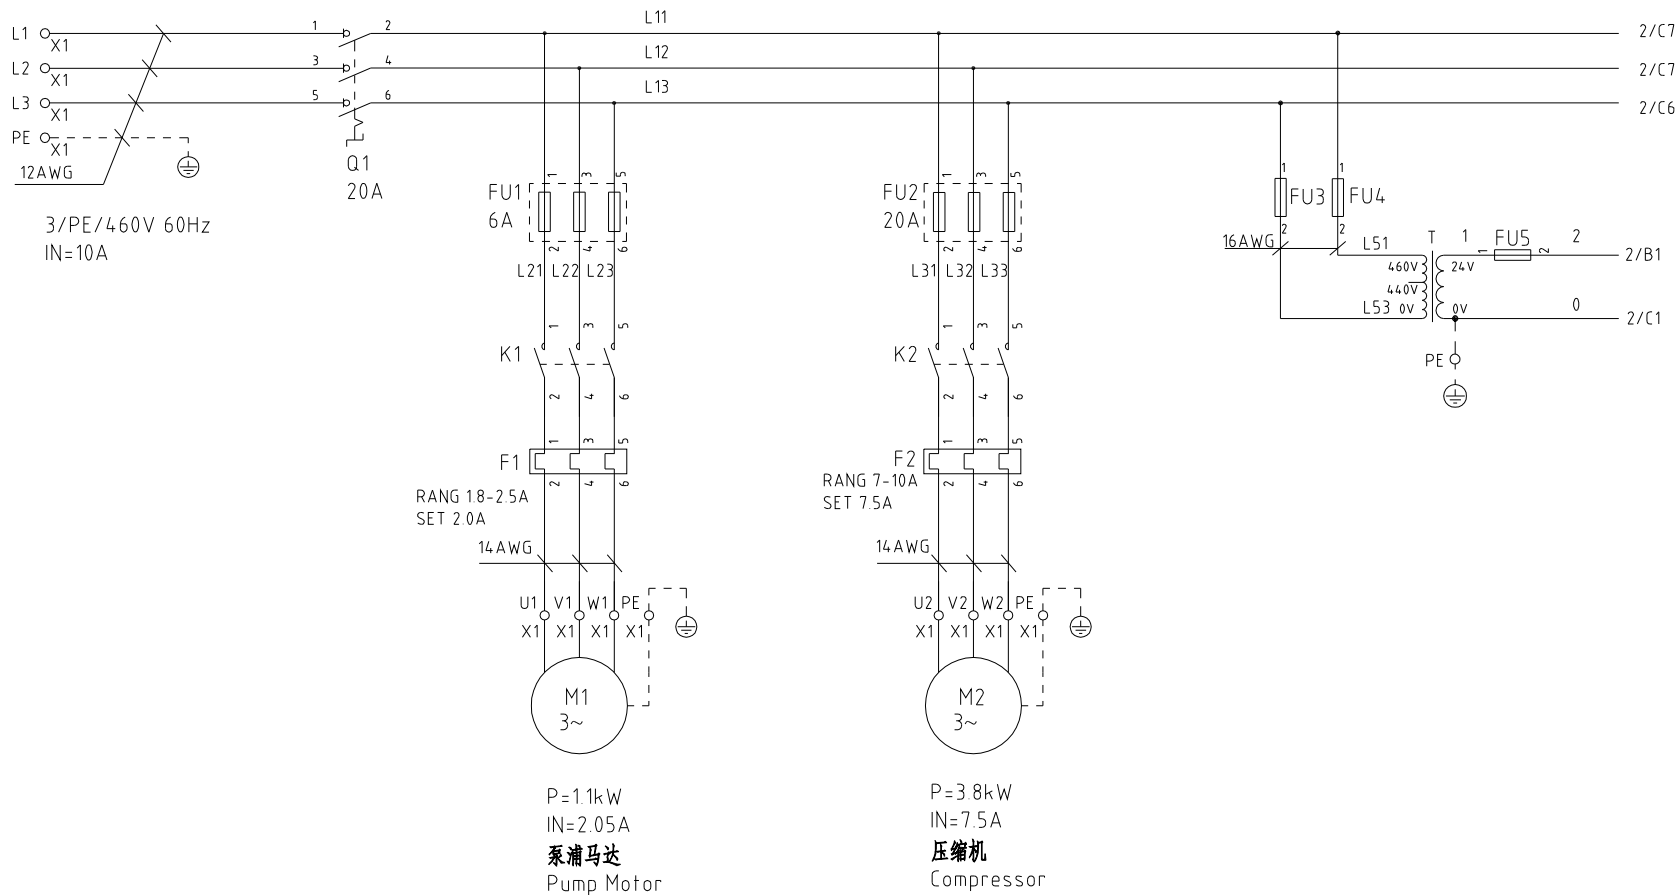 L1 X1 1 2 L11 2/C7
L2 X1 3 4 L12 2/C7
L3 X1 5 6 L13 2/C6
PE X1
12AWG
Q1
20A
3/PE/460V 60Hz
IN=10A
FU1
6A
1 3 5
2 4 6
L21 L22 L23
K1
1 3 5
2 4 6
F1
1 3 5
2 4 6
RANG 1.8-2.5A
SET 2.0A
14AWG
U1 V1 W1 PE
X1 X1 X1 X1
M1
3~
P=1.1kW
IN=2.05A
泵浦马达
Pump Motor
FU2
20A
1 3 5
2 4 6
L31 L32 L33
K2
1 3 5
2 4 6
F2
1 3 5
2 4 6
RANG 7-10A
SET 7.5A
14AWG
U2 V2 W2 PE
X1 X1 X1 X1
M2
3~
P=3.8kW
IN=7.5A
压缩机
Compressor
1 1
FU3 FU4
2 2
16AWG
L51 T 1 FU5 2
1 2
460V 24V 2/B1
440V
L53 0V 0V 0 2/C1
PE